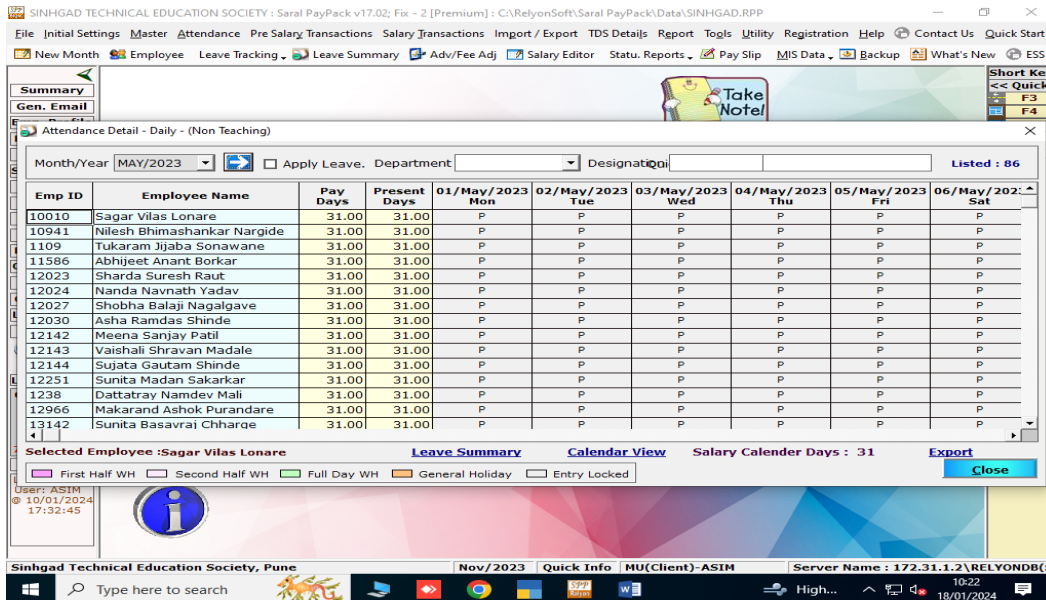 SINHGAD TECHNICAL EDUCATION SOCIETY : Saral PayPack v17.02; Fix - 2 [Premium] : C:\RelyonSoft\Saral PayPack\Data\SINHGAD.RPP
File Initial Settings Master Attendance Pre Salary Transactions Salary Transactions Import / Export TDS Details Report Tools Utility Registration Help Contact Us Quick Start
New Month Employee Leave Tracking Leave Summary Adv/Fee Adj Salary Editor Statu. Reports Pay Slip MIS Data Backup What's New ESS
Summary
Gen. Email
Take Note!
Short Ke
<< Quick
F3
F4
Attendance Detail - Daily - (Non Teaching)
Month/Year MAY/2023 Apply Leave. Department Designation Listed : 86
Emp ID Employee Name Pay Days Present Days 01/May/2023 Mon 02/May/2023 Tue 03/May/2023 Wed 04/May/2023 Thu 05/May/2023 Fri 06/May/202 Sat
10010 Sagar Vilas Lonare 31.00 31.00 P P P P P P
10941 Nilesh Bhimashankar Nargide 31.00 31.00 P P P P P P
1109 Tukaram Jijaba Sonawane 31.00 31.00 P P P P P P
11586 Abhijeet Anant Borkar 31.00 31.00 P P P P P P
12023 Sharda Suresh Raut 31.00 31.00 P P P P P P
12024 Nanda Navnath Yadav 31.00 31.00 P P P P P P
12027 Shobha Balaji Nagalgave 31.00 31.00 P P P P P P
12030 Asha Ramdas Shinde 31.00 31.00 P P P P P P
12142 Meena Sanjay Patil 31.00 31.00 P P P P P P
12143 Vaishali Shravan Madale 31.00 31.00 P P P P P P
12144 Sujata Gautam Shinde 31.00 31.00 P P P P P P
12251 Sunita Madan Sakarkar 31.00 31.00 P P P P P P
1238 Dattatray Namdev Mali 31.00 31.00 P P P P P P
12966 Makarand Ashok Purandare 31.00 31.00 P P P P P P
13142 Sunita Basavraj Chharge 31.00 31.00 P P P P P P
Selected Employee :Sagar Vilas Lonare Leave Summary Calendar View Salary Calender Days : 31 Export
First Half WH Second Half WH Full Day WH General Holiday Entry Locked Close
User: ASIM
@ 10/01/2024
17:32:45
Sinhgad Technical Education Society, Pune Nov/2023 Quick Info MU(Client)-ASIM Server Name : 172.31.1.2\RELYONDB(
Type here to search SPP Relyon High... 10:22
18/01/2024